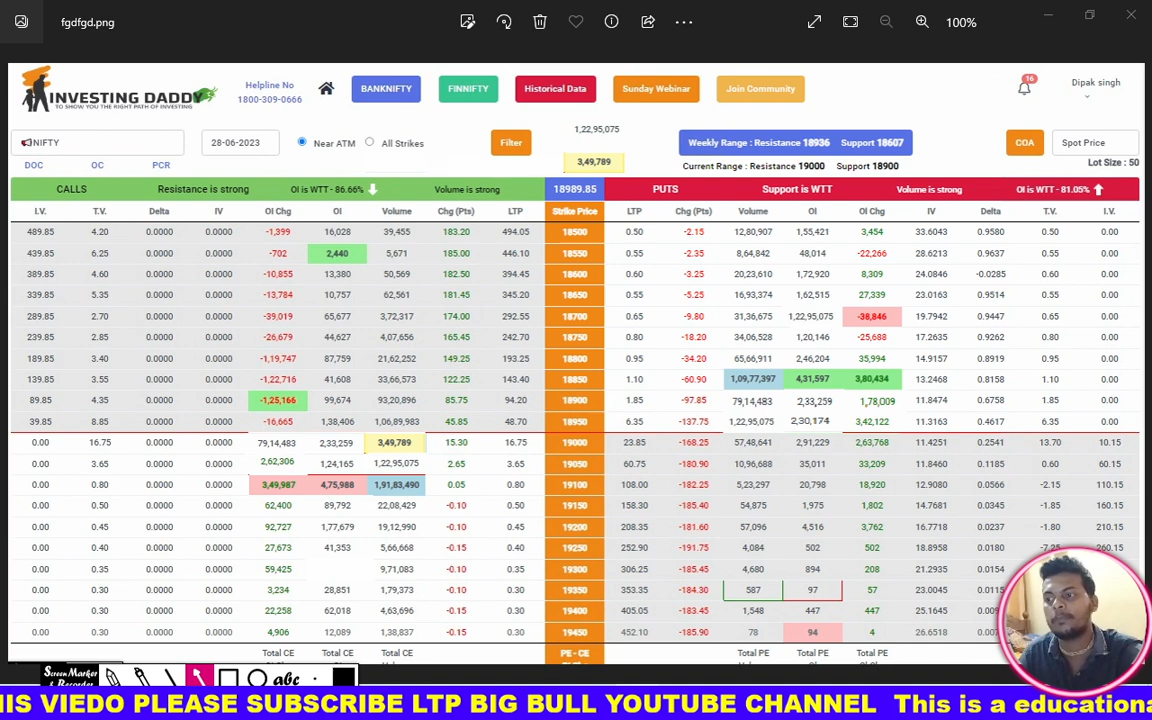 fgdfgd.png
100%
INVESTING DADDY
TO SHOW YOU THE RIGHT PATH OF INVESTING
Helpline No
1800-309-0666
BANKNIFTY
FINNIFTY
Historical Data
Sunday Webinar
Join Community
16
Dipak singh
NIFTY
28-06-2023
Near ATM
All Strikes
Filter
1,22,95,075
3,49,789
Weekly Range : Resistance 18936 Support 18607
Current Range : Resistance 19000 Support 18900
COA
Spot Price
Lot Size : 50
DOC OC PCR
CALLS Resistance is strong OI is WTT - 86.66% Volume is strong 18989.85 PUTS Support is WTT Volume is strong OI is WTT - 81.05%
I.V. T.V. Delta IV OI Chg OI Volume Chg (Pts) LTP Strike Price LTP Chg (Pts) Volume OI OI Chg IV Delta T.V. I.V.
489.85 4.20 0.0000 0.0000 -1,399 16,028 39,455 183.20 494.05 18500 0.50 -2.15 12,80,907 1,55,421 3,454 33.6043 0.9580 0.50 0.00
439.85 6.25 0.0000 0.0000 -702 2,440 5,671 185.00 446.10 18550 0.55 -2.35 8,64,842 48,014 -22,266 28.6213 0.9637 0.55 0.00
389.85 4.60 0.0000 0.0000 -10,855 13,380 50,569 182.50 394.45 18600 0.60 -3.25 20,23,610 1,72,920 8,309 24.0846 -0.0285 0.60 0.00
339.85 5.35 0.0000 0.0000 -13,784 10,757 62,561 181.45 345.20 18650 0.55 -5.25 16,93,374 1,62,515 27,339 23.0163 0.9514 0.55 0.00
289.85 2.70 0.0000 0.0000 -39,019 65,677 3,72,317 174.00 292.55 18700 0.65 -9.80 31,36,675 1,22,95,075 -38,846 19.7942 0.9447 0.65 0.00
239.85 2.85 0.0000 0.0000 -26,679 44,627 4,07,656 165.45 242.70 18750 0.80 -18.20 34,06,528 1,20,146 -25,688 17.2635 0.9262 0.80 0.00
189.85 3.40 0.0000 0.0000 -1,19,747 87,759 21,62,252 149.25 193.25 18800 0.95 -34.20 65,66,911 2,46,204 35,994 14.9157 0.8919 0.95 0.00
139.85 3.55 0.0000 0.0000 -1,22,716 41,608 33,66,573 122.25 143.40 18850 1.10 -60.90 1,09,77,397 4,31,597 3,80,434 13.2468 0.8158 1.10 0.00
89.85 4.35 0.0000 0.0000 -1,25,166 99,674 93,20,896 85.75 94.20 18900 1.85 -97.85 79,14,483 2,33,259 1,78,009 11.8474 0.6758 1.85 0.00
39.85 8.85 0.0000 0.0000 -16,665 1,38,406 1,06,89,983 45.85 48.70 18950 6.35 -137.75 1,22,95,075 2,30,174 3,42,122 11.3163 0.4617 6.35 0.00
0.00 16.75 0.0000 0.0000 79,14,483 2,33,259 3,49,789 15.30 16.75 19000 23.85 -168.25 57,48,641 2,91,229 2,63,768 11.4251 0.2541 13.70 10.15
0.00 3.65 0.0000 0.0000 2,62,306 1,24,165 1,22,95,075 2.65 3.65 19050 60.75 -180.90 10,96,688 35,011 33,209 11.8460 0.1185 0.60 60.15
0.00 0.80 0.0000 0.0000 3,49,987 4,75,988 1,91,83,490 0.05 0.80 19100 108.00 -182.25 5,23,297 20,798 18,920 12.9080 0.0566 -2.15 110.15
0.00 0.50 0.0000 0.0000 62,400 89,792 22,08,429 -0.10 0.50 19150 158.30 -185.40 54,875 1,975 1,802 14.7681 0.0345 -1.85 160.15
0.00 0.45 0.0000 0.0000 92,727 1,77,679 19,12,990 -0.10 0.45 19200 208.35 -181.60 57,096 4,516 3,762 16.7718 0.0237 -1.80 210.15
0.00 0.40 0.0000 0.0000 27,673 41,353 5,66,668 -0.15 0.40 19250 252.90 -191.75 4,084 502 502 18.8958 0.0180 -7.25 260.15
0.00 0.35 0.0000 0.0000 59,425 9,71,083 -0.10 0.35 19300 306.25 -185.45 4,680 894 208 21.2935 0.0154
0.00 0.30 0.0000 0.0000 3,234 28,851 1,79,373 -0.10 0.30 19350 353.35 -184.30 587 97 57 23.0045
0.00 0.30 0.0000 0.0000 22,258 62,018 4,63,696 -0.15 0.30 19400 405.05 -183.45 1,548 447 447 25.1645
0.00 0.30 0.0000 0.0000 4,906 12,089 1,38,837 -0.15 0.30 19450 452.10 -185.90 78 94 4 26.6518
Total CE Total CE Total CE PE - CE Total PE Total PE Total PE
Screen Marker
& Recorder
abc
HIS VIEDO PLEASE SUBSCRIBE LTP BIG BULL YOUTUBE CHANNEL This is a educationa